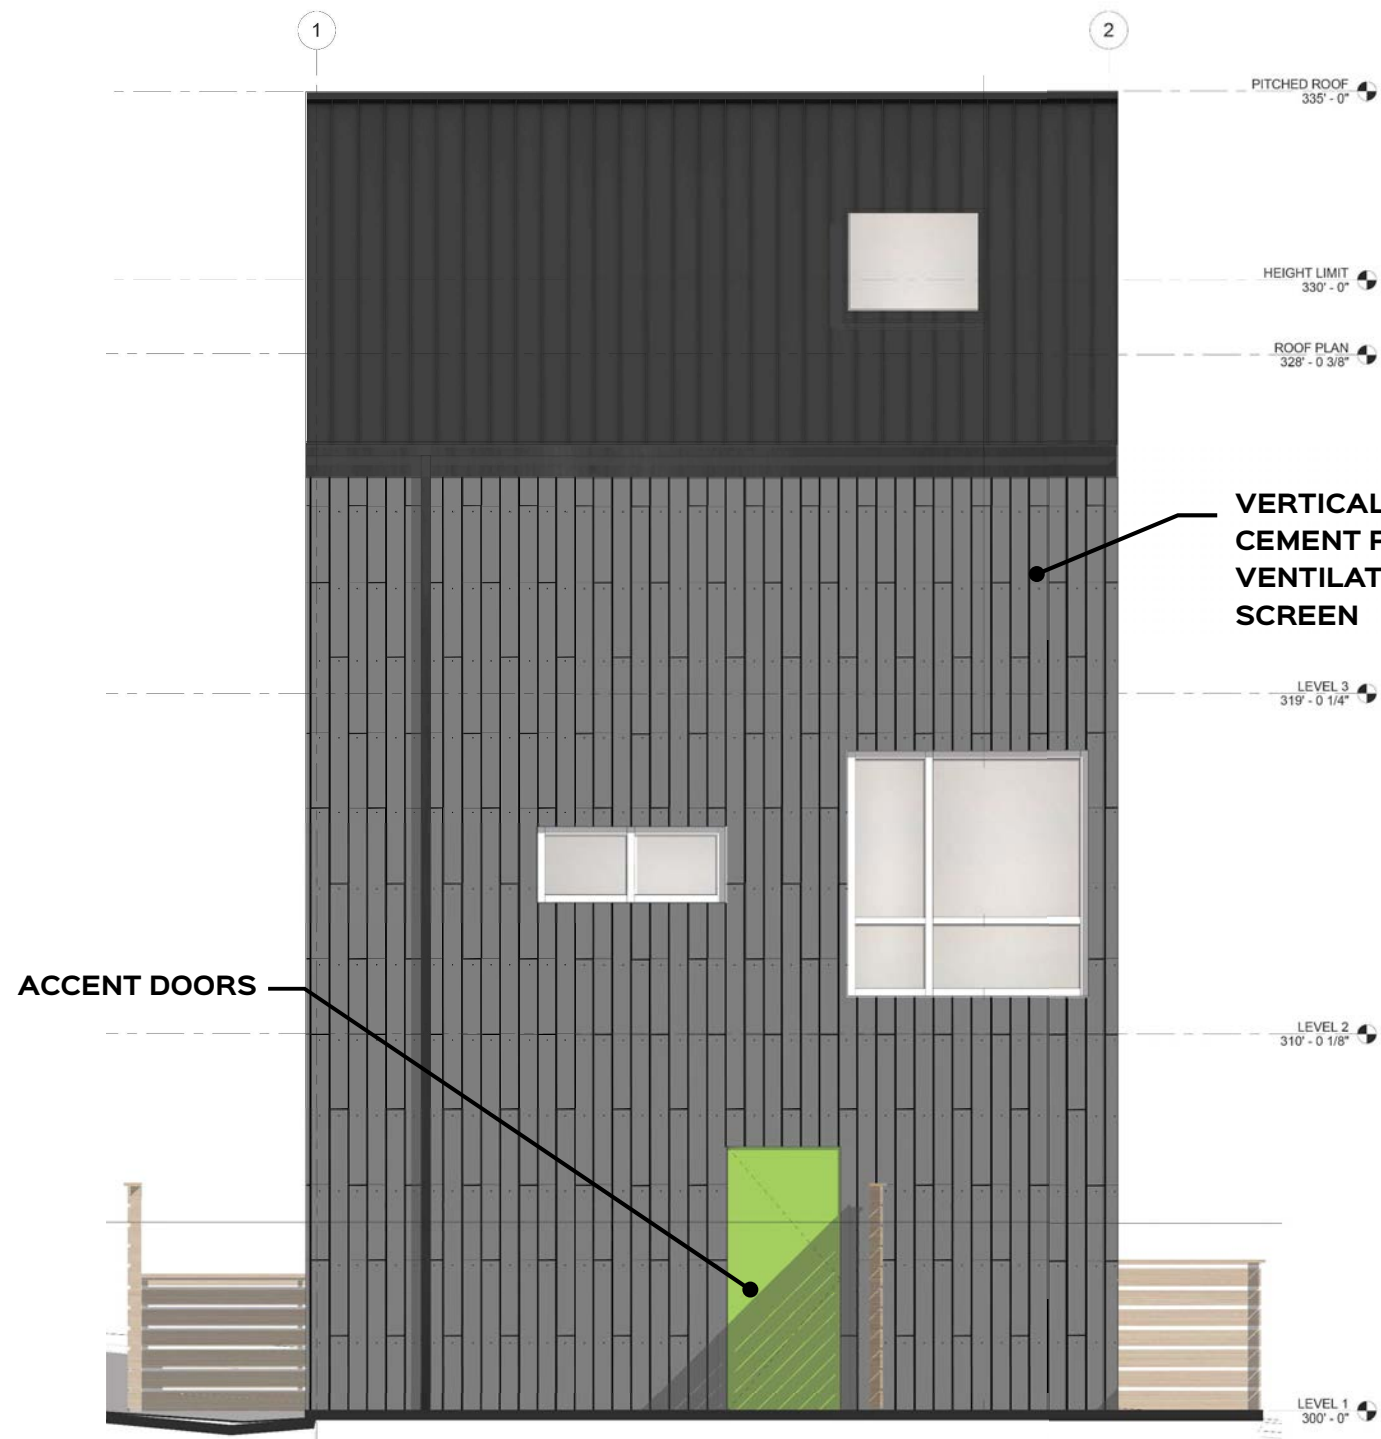 1
2
PITCHED ROOF
335' - 0"
HEIGHT LIMIT
330' - 0"
ROOF PLAN
328' - 0 3/8"
VERTICAL
CEMENT
VENTILAT
SCREEN
LEVEL 3
319' - 0 1/4"
ACCENT DOORS
LEVEL 2
310' - 0 1/8"
LEVEL 1
300' - 0"